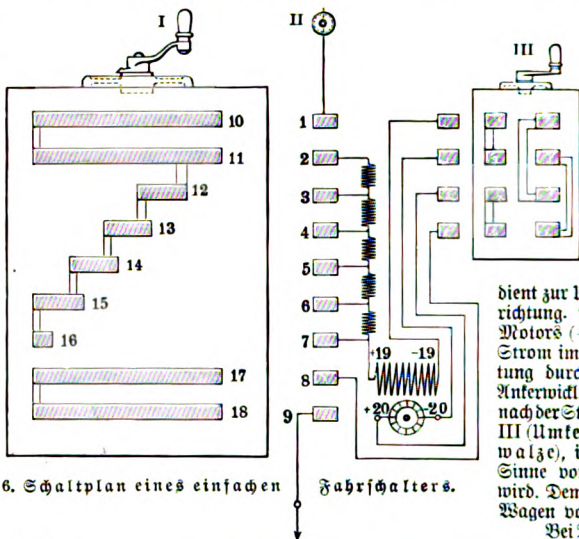 I
II
III
10
11
12
13
14
15
16
17
18
1
2
3
4
5
6
7
8
9
+19 -19
+20 -20
6. Schaltplan eines einfachen Fahrschalters.
dient zur
richtung.
Motors (
Strom im
tung durc
Ankerwickl
nach der St
III (Umke
walze), i
Sinne vo
wird. Dem
Wagen vo
Bei